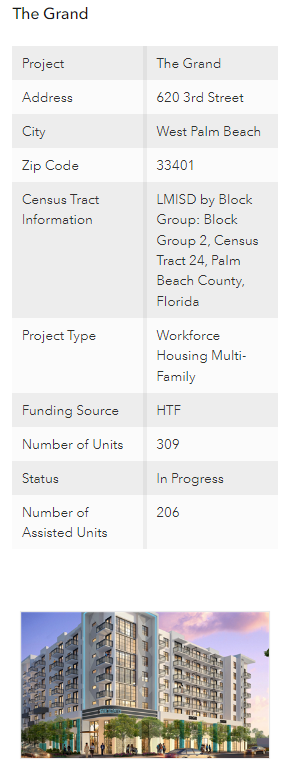 The Grand
Project The Grand
Address 620 3rd Street
City West Palm Beach
Zip Code 33401
Census Tract LMISD by Block
Information Group: Block
Group 2, Census
Tract 24, Palm
Beach County,
Florida
Project Type Workforce
Housing Multi-
Family
Funding Source HTF
Number of Units 309
Status In Progress
Number of 206
Assisted Units